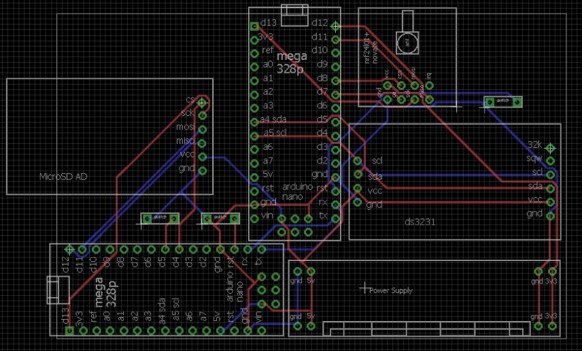 d13 d12
3v3 d11
ref d10
a0 d9
a1 d8
a2 d7
a3 d6
a4 sda d5
a5 scl d4
a6 d3
a7 d2
5v gnd
rst rst
gnd rx
vin tx
mega
328p
arduino
nano
cs
sck
mosi
miso
vcc
gnd
MicroSD AD
scl
sda
vcc
gnd
32k
sqw
scl
sda
vcc
gnd
ds3231
d12 d11 d10 d9 d8 d7 d6 d5 d4 d3 d2 gnd rst rx tx
mega
328p
arduino
nano
d13 3v3 ref a0 a1 a2 a3 a4 sda a5 scl a6 a7 5v rst gnd vin
gnd 5v
gnd 5v
Power Supply
gnd 3V3
gnd 3V3